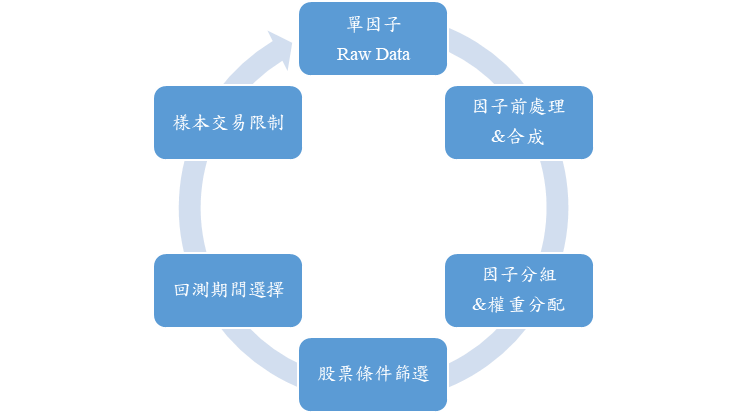 單因子
Raw Data
因子前處理
&合成
因子分組
&權重分配
股票條件篩選
回測期間選擇
樣本交易限制